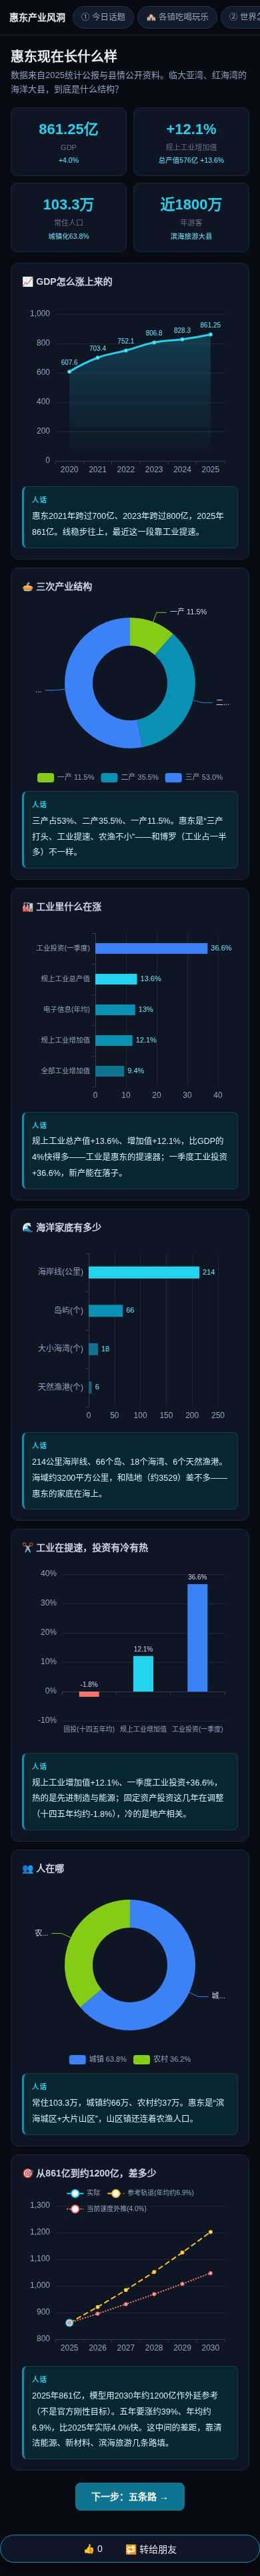 惠东产业风洞
① 今日话题
🏘️ 各镇吃喝玩乐
② 世界
惠东现在长什么样
数据来自2025统计公报与县情公开资料。临大亚湾、红海湾的
海洋大县，到底是什么结构？
861.25亿
GDP
+4.0%
+12.1%
规上工业增加值
总产值576亿 +13.6%
103.3万
常住人口
城镇化63.8%
近1800万
年游客
滨海旅游大县
📈 GDP怎么涨上来的
1,000
800
600
400
200
0
607.6
703.4
752.1
806.8
828.3
861.25
2020
2021
2022
2023
2024
2025
人话
惠东2021年跨过700亿、2023年跨过800亿，2025年
861亿。线稳步往上，最近这一段靠工业提速。
🥧 三次产业结构
一产 11.5%
二...
...
一产 11.5%
二产 35.5%
三产 53.0%
人话
三产占53%、二产35.5%、一产11.5%。惠东是“三产
打头、工业提速、农渔不小”——和博罗（工业占一半
多）不一样。
🏭 工业里什么在涨
工业投资(一季度)
36.6%
规上工业总产值
13.6%
电子信息(年均)
13%
规上工业增加值
12.1%
全部工业增加值
9.4%
0
10
20
30
40
人话
规上工业总产值+13.6%、增加值+12.1%，比GDP的
4%快得多——工业是惠东的提速器；一季度工业投资
+36.6%，新产能在落子。
🌊 海洋家底有多少
海岸线(公里)
214
岛屿(个)
66
大小海湾(个)
18
天然渔港(个)
6
0
50
100
150
200
250
人话
214公里海岸线、66个岛、18个海湾、6个天然渔港。
海域约3200平方公里，和陆地（约3529）差不多——
惠东的家底在海上。
✂️ 工业在提速，投资有冷有热
40%
30%
20%
10%
0%
-10%
-1.8%
12.1%
36.6%
固投(十四五年均)
规上工业增加值
工业投资(一季度)
人话
规上工业增加值+12.1%、一季度工业投资+36.6%，
热的是先进制造与能源；固定资产投资这几年在调整
（十四五年均约-1.8%），冷的是地产相关。
👥 人在哪
农...
城...
城镇 63.8%
农村 36.2%
人话
常住103.3万，城镇约66万、农村约37万。惠东是“滨
海城区+大片山区”，山区镇还连着农渔人口。
🎯 从861亿到约1200亿，差多少
实际
参考轨道(年均约6.9%)
当前速度外推(4.0%)
1,300
1,200
1,100
1,000
900
800
2025
2026
2027
2028
2029
2030
人话
2025年861亿，模型用2030年约1200亿作外延参考
（不是官方刚性目标）。五年要涨约39%、年均约
6.9%，比2025年实际4.0%快。这中间的差距，靠清
洁能源、新材料、滨海旅游几条路填。
下一步：五条路 →
👍 0
🔁 转给朋友